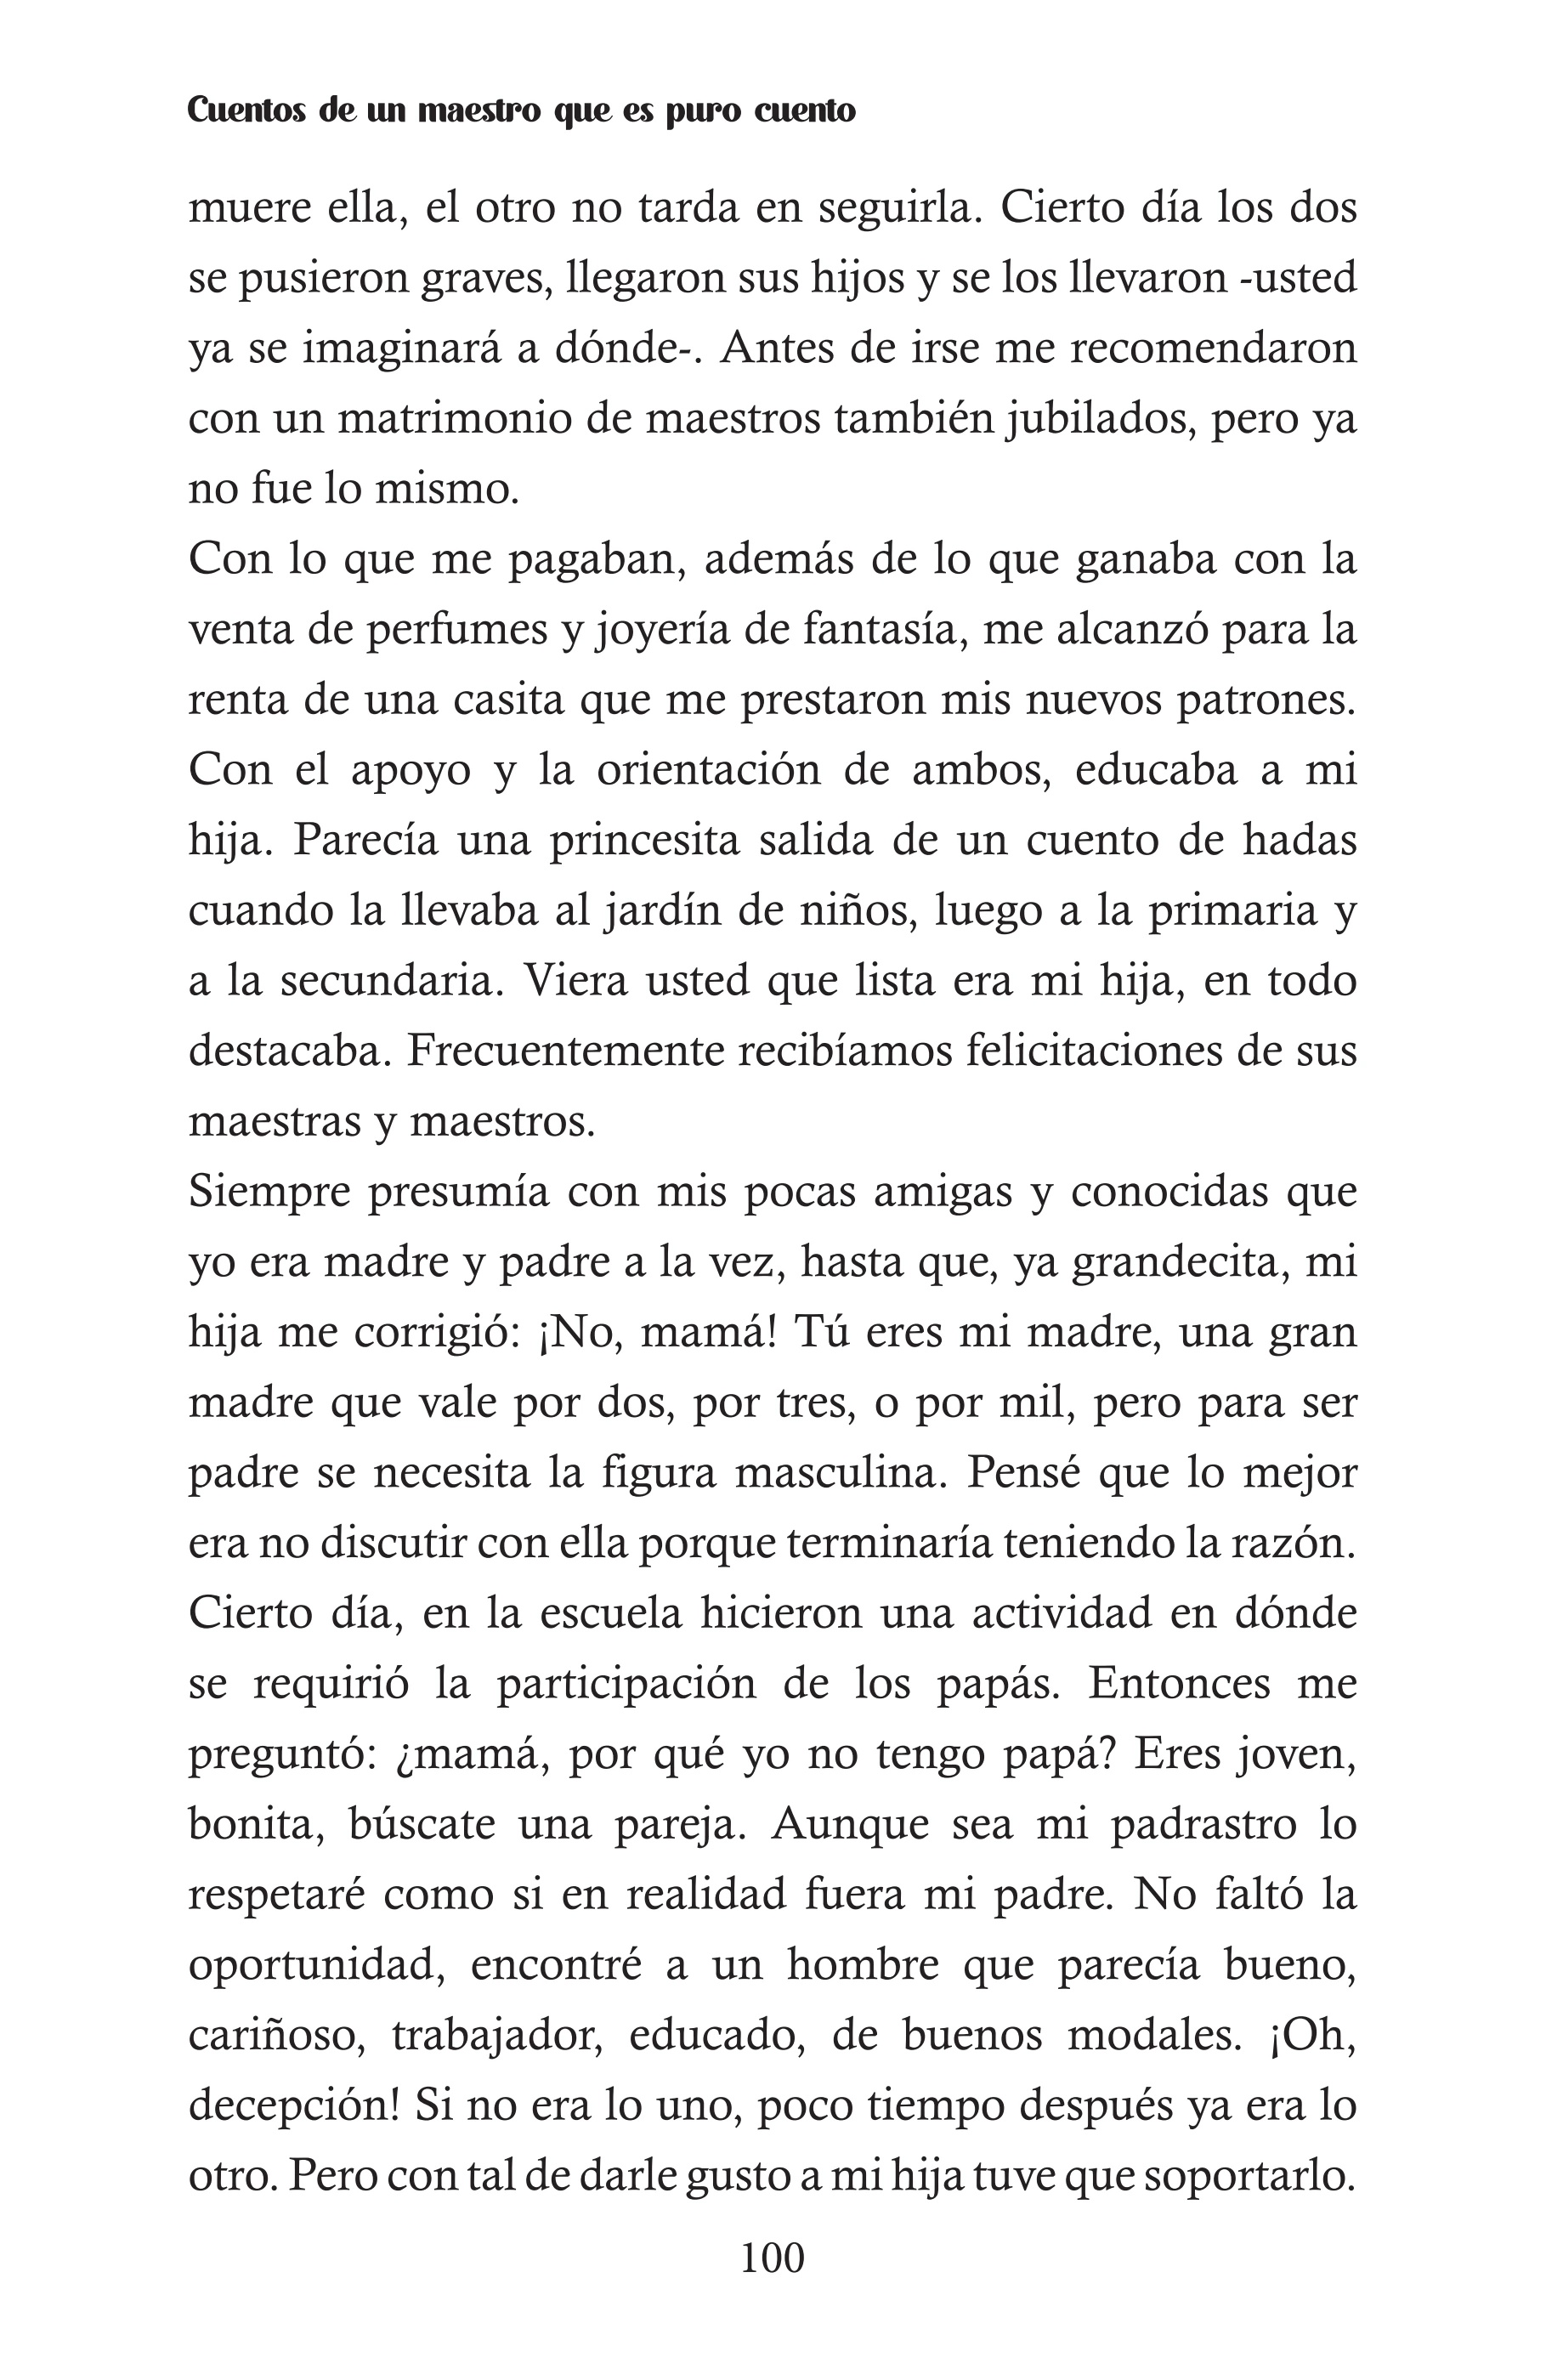 Cuentos de un maestro que es puro cuento
muere ella, el otro no tarda en seguirla. Cierto día los dos
se pusieron graves, llegaron sus hijos y se los llevaron -usted
ya se imaginará a dónde-. Antes de irse me recomendaron
con un matrimonio de maestros también jubilados, pero ya
no fue lo mismo.
Con lo que me pagaban, además de lo que ganaba con la
venta de perfumes y joyería de fantasía, me alcanzó para la
renta de una casita que me prestaron mis nuevos patrones.
Con el apoyo y la orientación de ambos, educaba a mi
hija. Parecía una princesita salida de un cuento de hadas
cuando la llevaba al jardín de niños, luego a la primaria y
a la secundaria. Viera usted que lista era mi hija, en todo
destacaba. Frecuentemente recibíamos felicitaciones de sus
maestras y maestros.
Siempre presumía con mis pocas amigas y conocidas que
yo era madre y padre a la vez, hasta que, ya grandecita, mi
hija me corrigió: ¡No, mamá! Tú eres mi madre, una gran
madre que vale por dos, por tres, o por mil, pero para ser
padre se necesita la figura masculina. Pensé que lo mejor
era no discutir con ella porque terminaría teniendo la razón.
Cierto día, en la escuela hicieron una actividad en dónde
se requirió la participación de los papás. Entonces me
preguntó: ¿mamá, por qué yo no tengo papá? Eres joven,
bonita, búscate una pareja. Aunque sea mi padrastro lo
respetaré como si en realidad fuera mi padre. No faltó la
oportunidad, encontré a un hombre que parecía bueno,
cariñoso, trabajador, educado, de buenos modales. ¡Oh,
decepción! Si no era lo uno, poco tiempo después ya era lo
otro. Pero con tal de darle gusto a mi hija tuve que soportarlo.
100